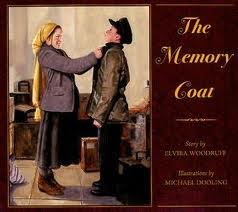 The
Memory
Coat
Story by
ELVIRA WOODRUFF
Illustrations by
MICHAEL DOOLING